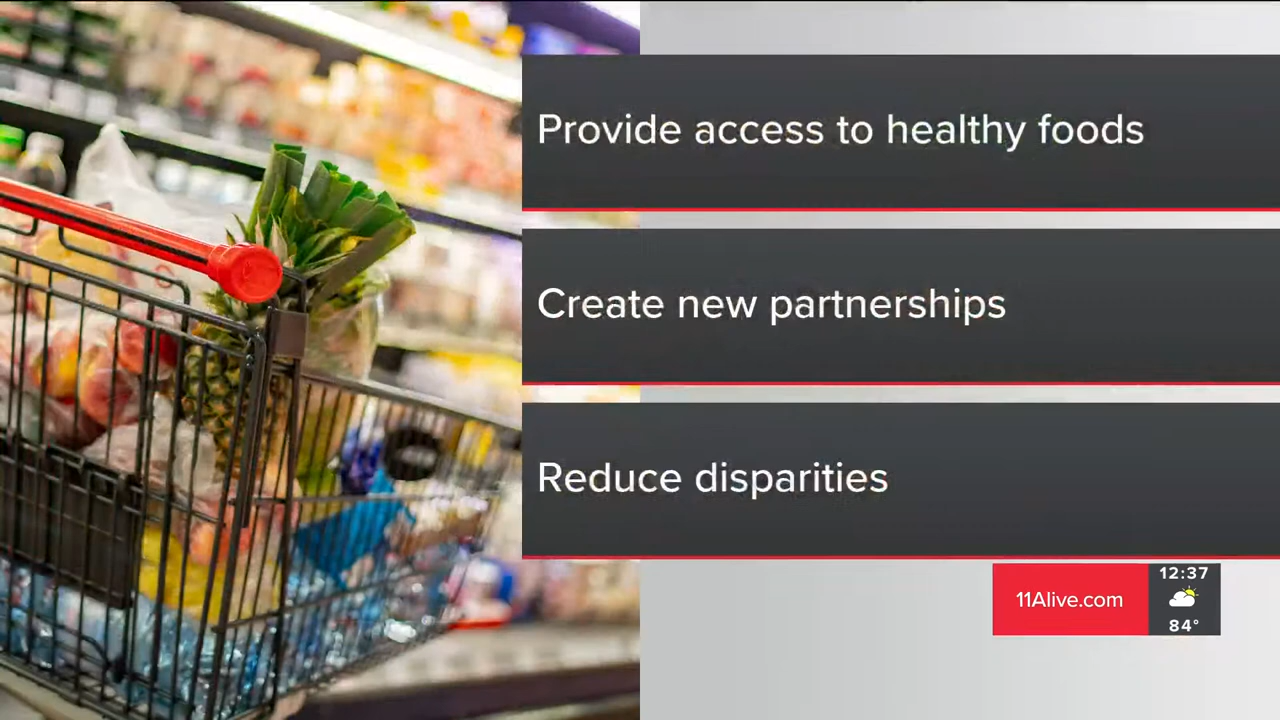 Provide access to healthy foods
Create new partnerships
Reduce disparities
11Alive.com
12:37
84°